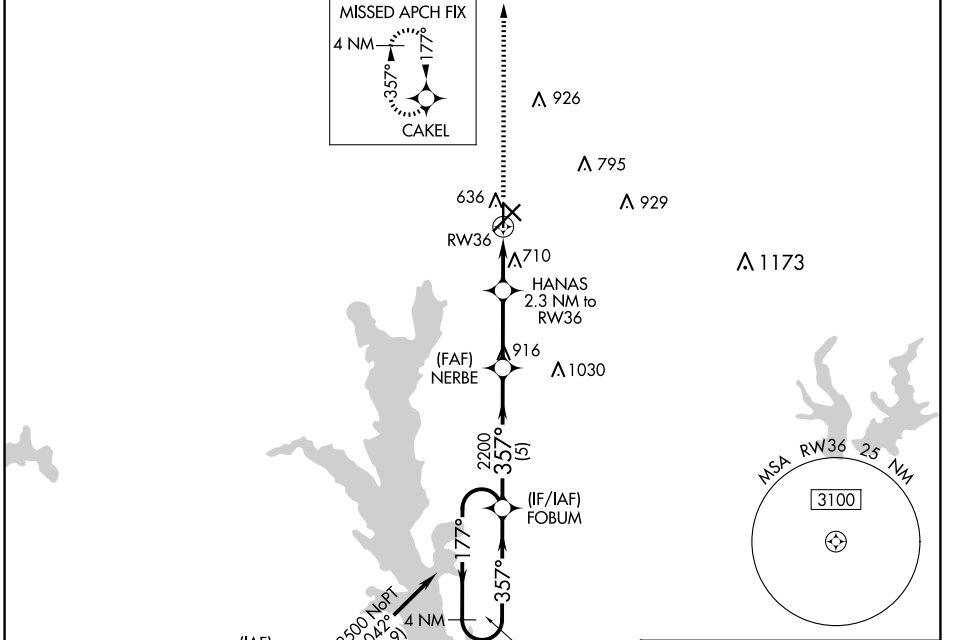 MISSED APCH FIX
4 NM
177°
357°
CAKEL
926
795
636
929
RW36
710
1173
HANAS
2.3 NM to
RW36
916
(FAF)
NERBE
1030
2200
357°
(5)
MSA RW36 25 NM
3100
(IF/IAF)
FOBUM
177°
357°
4 NM
NoPT
042°